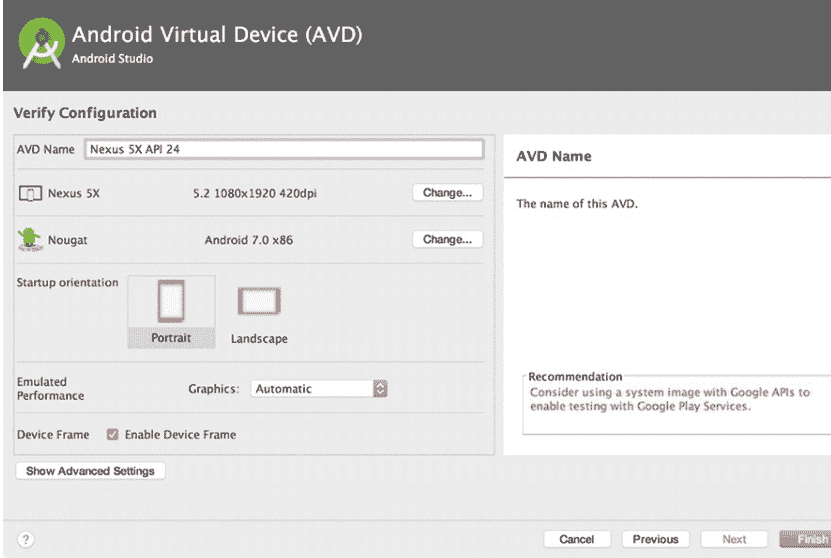 Android Virtual Device (AVD)
Android Studio
Verify Configuration
AVD Name Nexus 5X API 24
Nexus 5X 5.2 1080x1920 420dpi Change...
Nougat Android 7.0 x86 Change...
Startup orientation
Portrait
Landscape
Emulated
Performance
Graphics: Automatic
Device Frame Enable Device Frame
Show Advanced Settings
AVD Name
The name of this AVD.
Recommendation
Consider using a system image with Google APIs to
enable testing with Google Play Services.
? Cancel Previous Next Finish